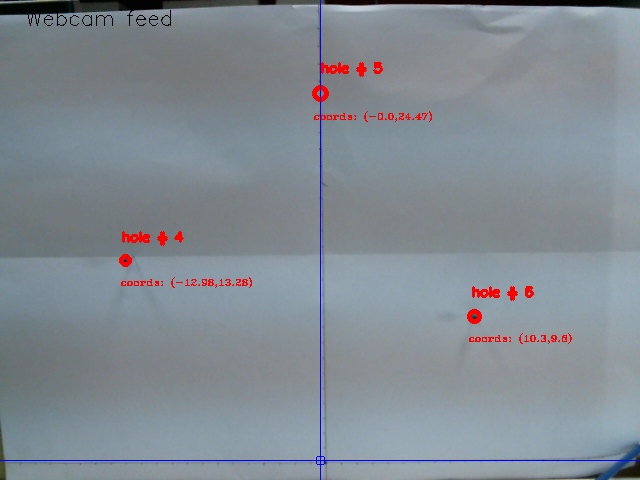 Webcam feed
hole # 5
coords: (-0.0,24.47)
hole # 4
coords: (-12.98,13.28)
hole #
coords: (10.3,9.6)